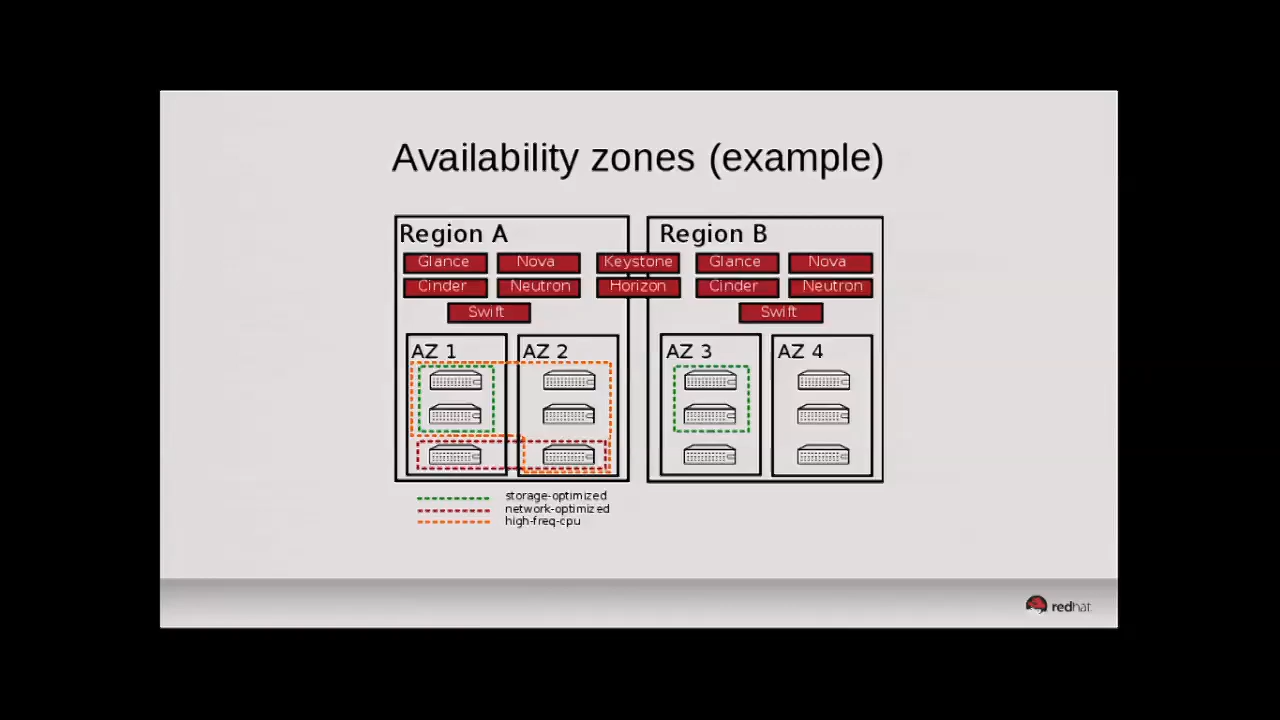 Availability zones (example)
Region A
Region B
Glance
Nova
Keystone
Glance
Nova
Cinder
Neutron
Horizon
Cinder
Neutron
Swift
Swift
AZ 1
AZ 2
AZ 3
AZ 4
storage-optimized
network-optimized
high-freq-cpu
redhat.